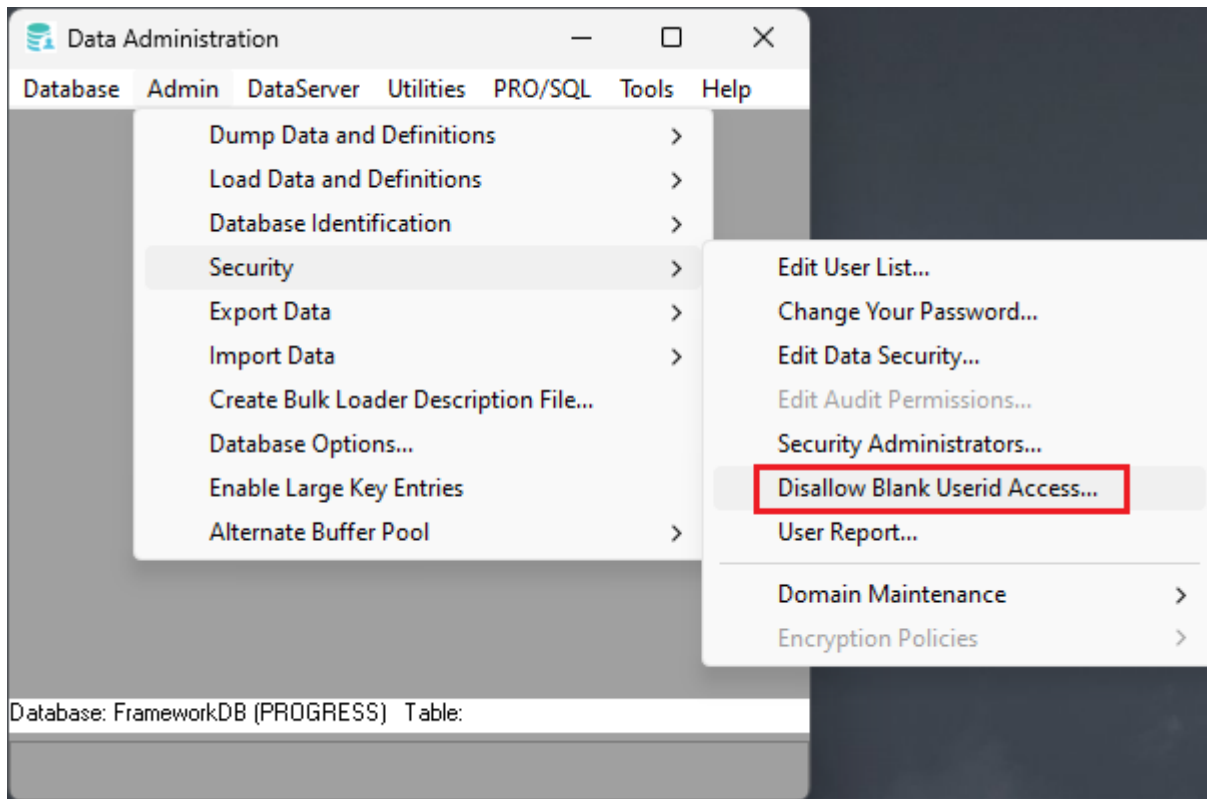 Data Administration
Database Admin DataServer Utilities PRO/SQL Tools Help
Dump Data and Definitions
Load Data and Definitions
Database Identification
Security
Export Data
Import Data
Create Bulk Loader Description File...
Database Options...
Enable Large Key Entries
Alternate Buffer Pool
Edit User List...
Change Your Password...
Edit Data Security...
Edit Audit Permissions...
Security Administrators...
Disallow Blank Userid Access...
User Report...
Domain Maintenance
Encryption Policies
Database: FrameworkDB (PROGRESS) Table: